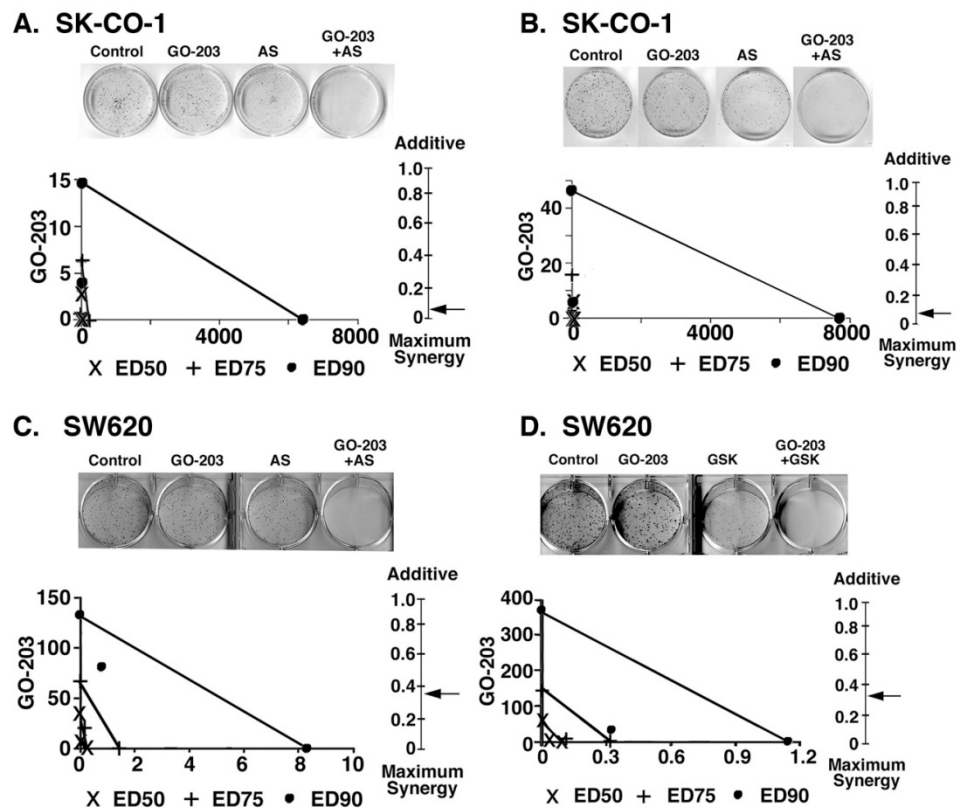 A. SK-CO-1
Control GO-203 AS GO-203 +AS
Additive
1.0
0.8
0.6
0.4
0.2
0
Maximum Synergy
GO-203
15
10
5
0
0 4000 8000
X ED50 + ED75 ● ED90
B. SK-CO-1
Control GO-203 AS GO-203 +AS
Additive
1.0
0.8
0.6
0.4
0.2
0
Maximum Synergy
GO-203
40
20
0
0 4000 8000
X ED50 + ED75 ● ED90
C. SW620
Control GO-203 AS GO-203 +AS
Additive
1.0
0.8
0.6
0.4
0.2
0
Maximum Synergy
GO-203
150
100
50
0
0 2 4 6 8 10
X ED50 + ED75 ● ED90
D. SW620
Control GO-203 GSK GO-203 +GSK
Additive
1.0
0.8
0.6
0.4
0.2
0
Maximum Synergy
GO-203
400
300
200
100
0
0 0.3 0.6 0.9 1.2
X ED50 + ED75 ● ED90